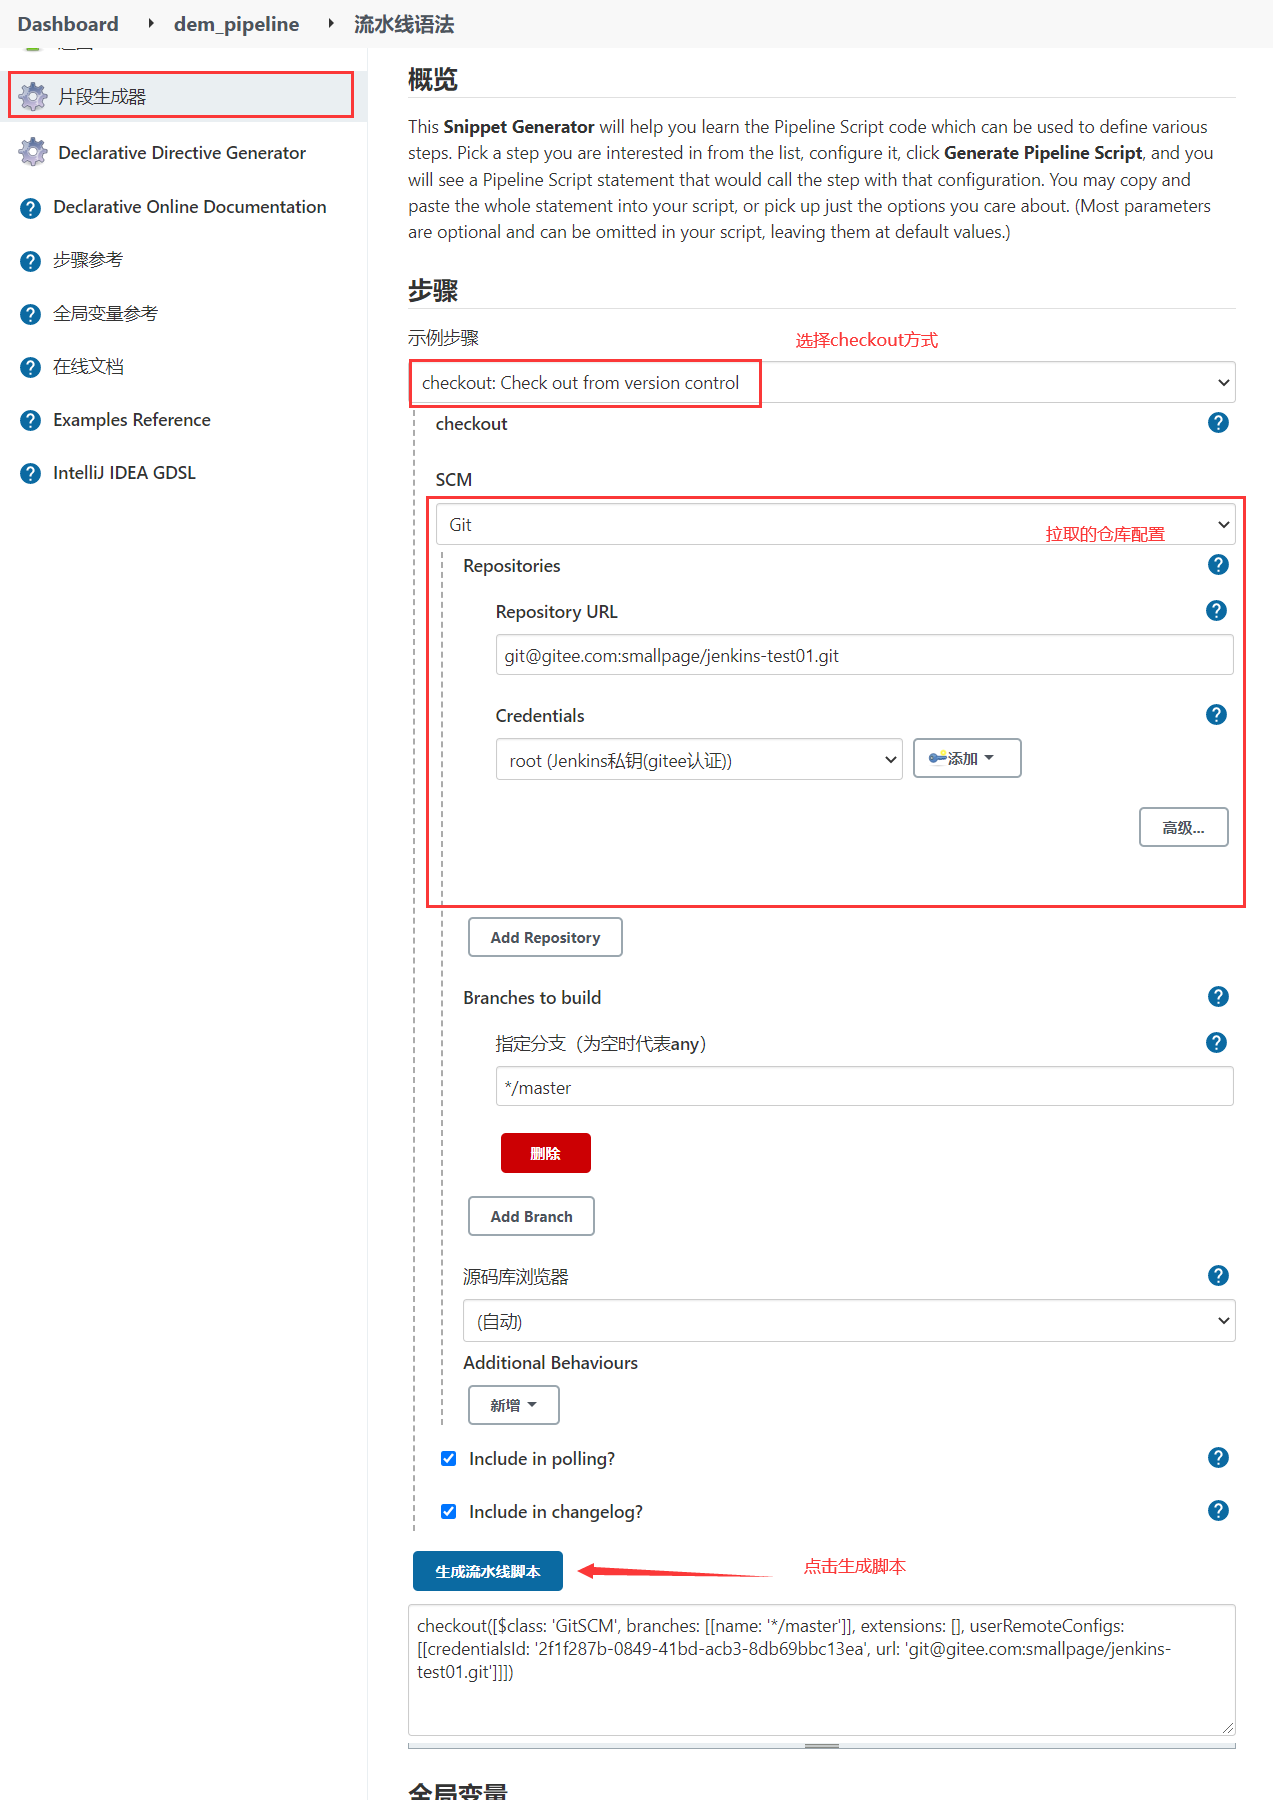 Dashboard dem_pipeline 流水线语法
片段生成器
Declarative Directive Generator
Declarative Online Documentation
步骤参考
全局变量参考
在线文档
Examples Reference
IntelliJ IDEA GDSL
概览
This Snippet Generator will help you learn the Pipeline Script code which can be used to define various
steps. Pick a step you are interested in from the list, configure it, click Generate Pipeline Script, and you
will see a Pipeline Script statement that would call the step with that configuration. You may copy and
paste the whole statement into your script, or pick up just the options you care about. (Most parameters
are optional and can be omitted in your script, leaving them at default values.)
步骤
示例步骤
选择checkout方式
checkout: Check out from version control
checkout
SCM
Git
拉取的仓库配置
Repositories
Repository URL
git@gitee.com:smallpage/jenkins-test01.git
Credentials
root (Jenkins私钥(gitee认证))
添加
高级...
Add Repository
Branches to build
指定分支（为空时代表any）
*/master
删除
Add Branch
源码库浏览器
(自动)
Additional Behaviours
新增
Include in polling?
Include in changelog?
生成流水线脚本
点击生成脚本
checkout([$class: 'GitSCM', branches: [[name: '*/master']], extensions: [], userRemoteConfigs:
[[credentialsId: '2f1f287b-0849-41bd-acb3-8db69bbc13ea', url: 'git@gitee.com:smallpage/jenkins-
test01.git']]])
全局变量